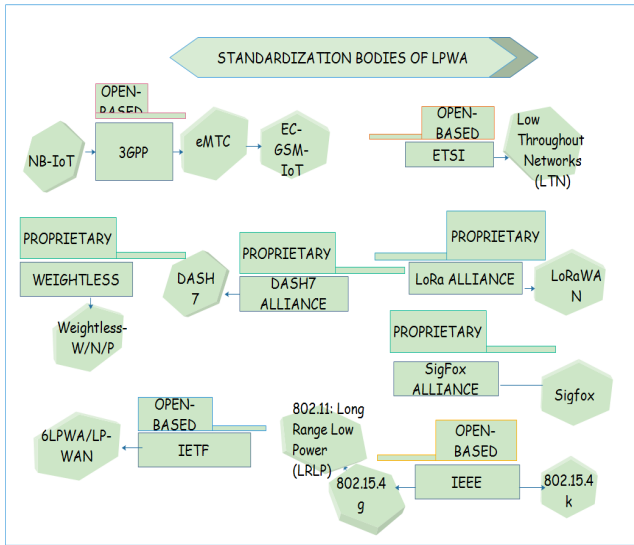 STANDARDIZATION BODIES OF LPWA
OPEN-
BASED
NB-IoT
3GPP
eMTC
EC-
GSM-
IoT
OPEN-
BASED
ETSI
Low
Throughout
Networks
(LTN)
PROPRIETARY
WEIGHTLESS
Weightless-
W/N/P
DASH
7
PROPRIETARY
DASH7
ALLIANCE
PROPRIETARY
LoRa ALLIANCE
LoRaWA
N
PROPRIETARY
SigFox
ALLIANCE
Sigfox
6LPWA/LP-
WAN
OPEN-
BASED
IETF
802.11: Long
Range Low
Power
(LRLP)
802.15.4
g
OPEN-
BASED
IEEE
802.15.4
k